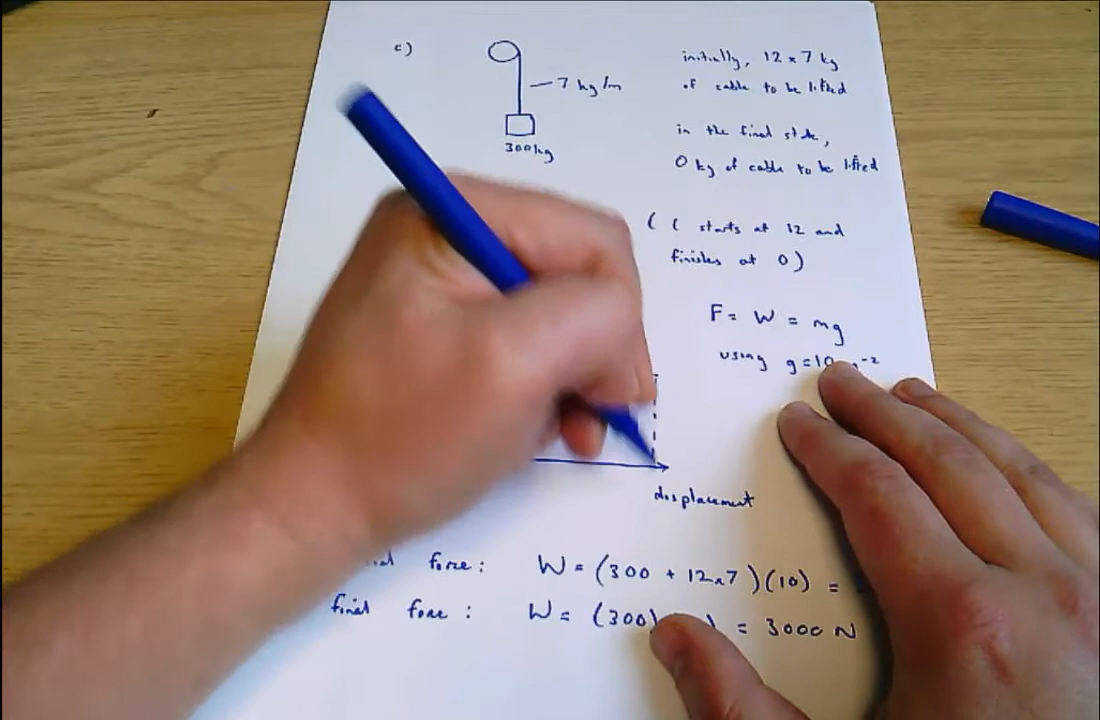 c)
7 kg/m
300kg
initially, 12 × 7 kg
of cable to be lifted
in the final state,
0 kg of cable to be lifted
starts at 12 and
finishes at 0)
F = W = mg
using g=10
displacement
force: W = (300 + 12×7)(10) =
final force: W = (300) = 3000 N